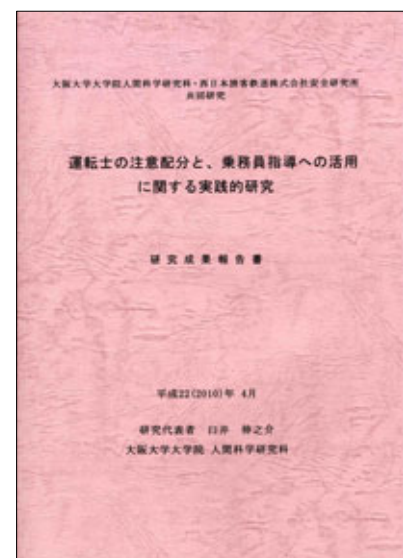 大阪大学大学院人間科学研究科・西日本旅客鉄道株式会社安全研究所
共同研究
運転士の注意配分と、乗務員指導への活用
に関する実践的研究
研究成果報告書
平成22(2010)年 4月
研究代表者 臼井 伸之介
大阪大学大学院 人間科学研究科